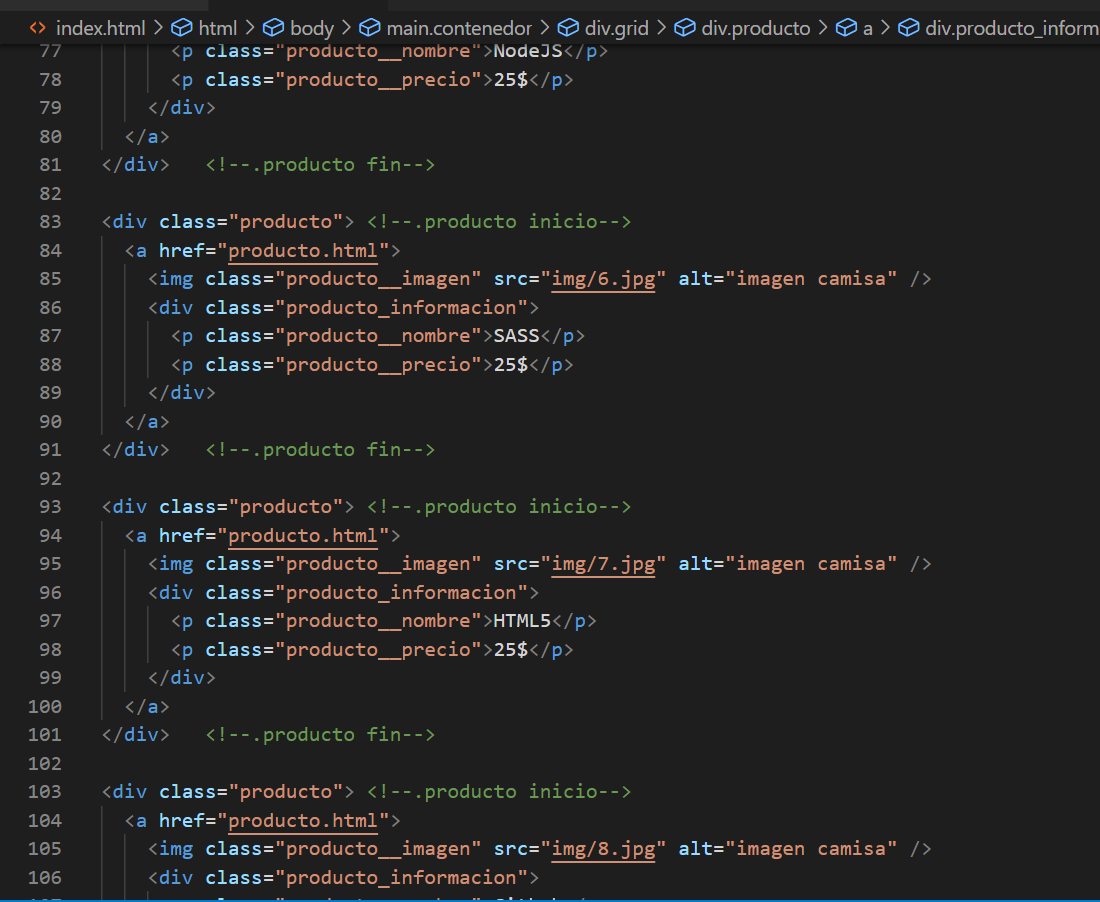 index.html > html > body > main.contenedor > div.grid > div.producto > a > div.producto_inform
77 <p class="producto__nombre">NodeJS</p>
78 <p class="producto__precio">25$</p>
79 </div>
80 </a>
81 </div> <!--.producto fin-->
82
83 <div class="producto"> <!--.producto inicio-->
84 <a href="producto.html">
85 <img class="producto__imagen" src="img/6.jpg" alt="imagen camisa" />
86 <div class="producto_informacion">
87 <p class="producto__nombre">SASS</p>
88 <p class="producto__precio">25$</p>
89 </div>
90 </a>
91 </div> <!--.producto fin-->
92
93 <div class="producto"> <!--.producto inicio-->
94 <a href="producto.html">
95 <img class="producto__imagen" src="img/7.jpg" alt="imagen camisa" />
96 <div class="producto_informacion">
97 <p class="producto__nombre">HTML5</p>
98 <p class="producto__precio">25$</p>
99 </div>
100 </a>
101 </div> <!--.producto fin-->
102
103 <div class="producto"> <!--.producto inicio-->
104 <a href="producto.html">
105 <img class="producto__imagen" src="img/8.jpg" alt="imagen camisa" />
106 <div class="producto_informacion">